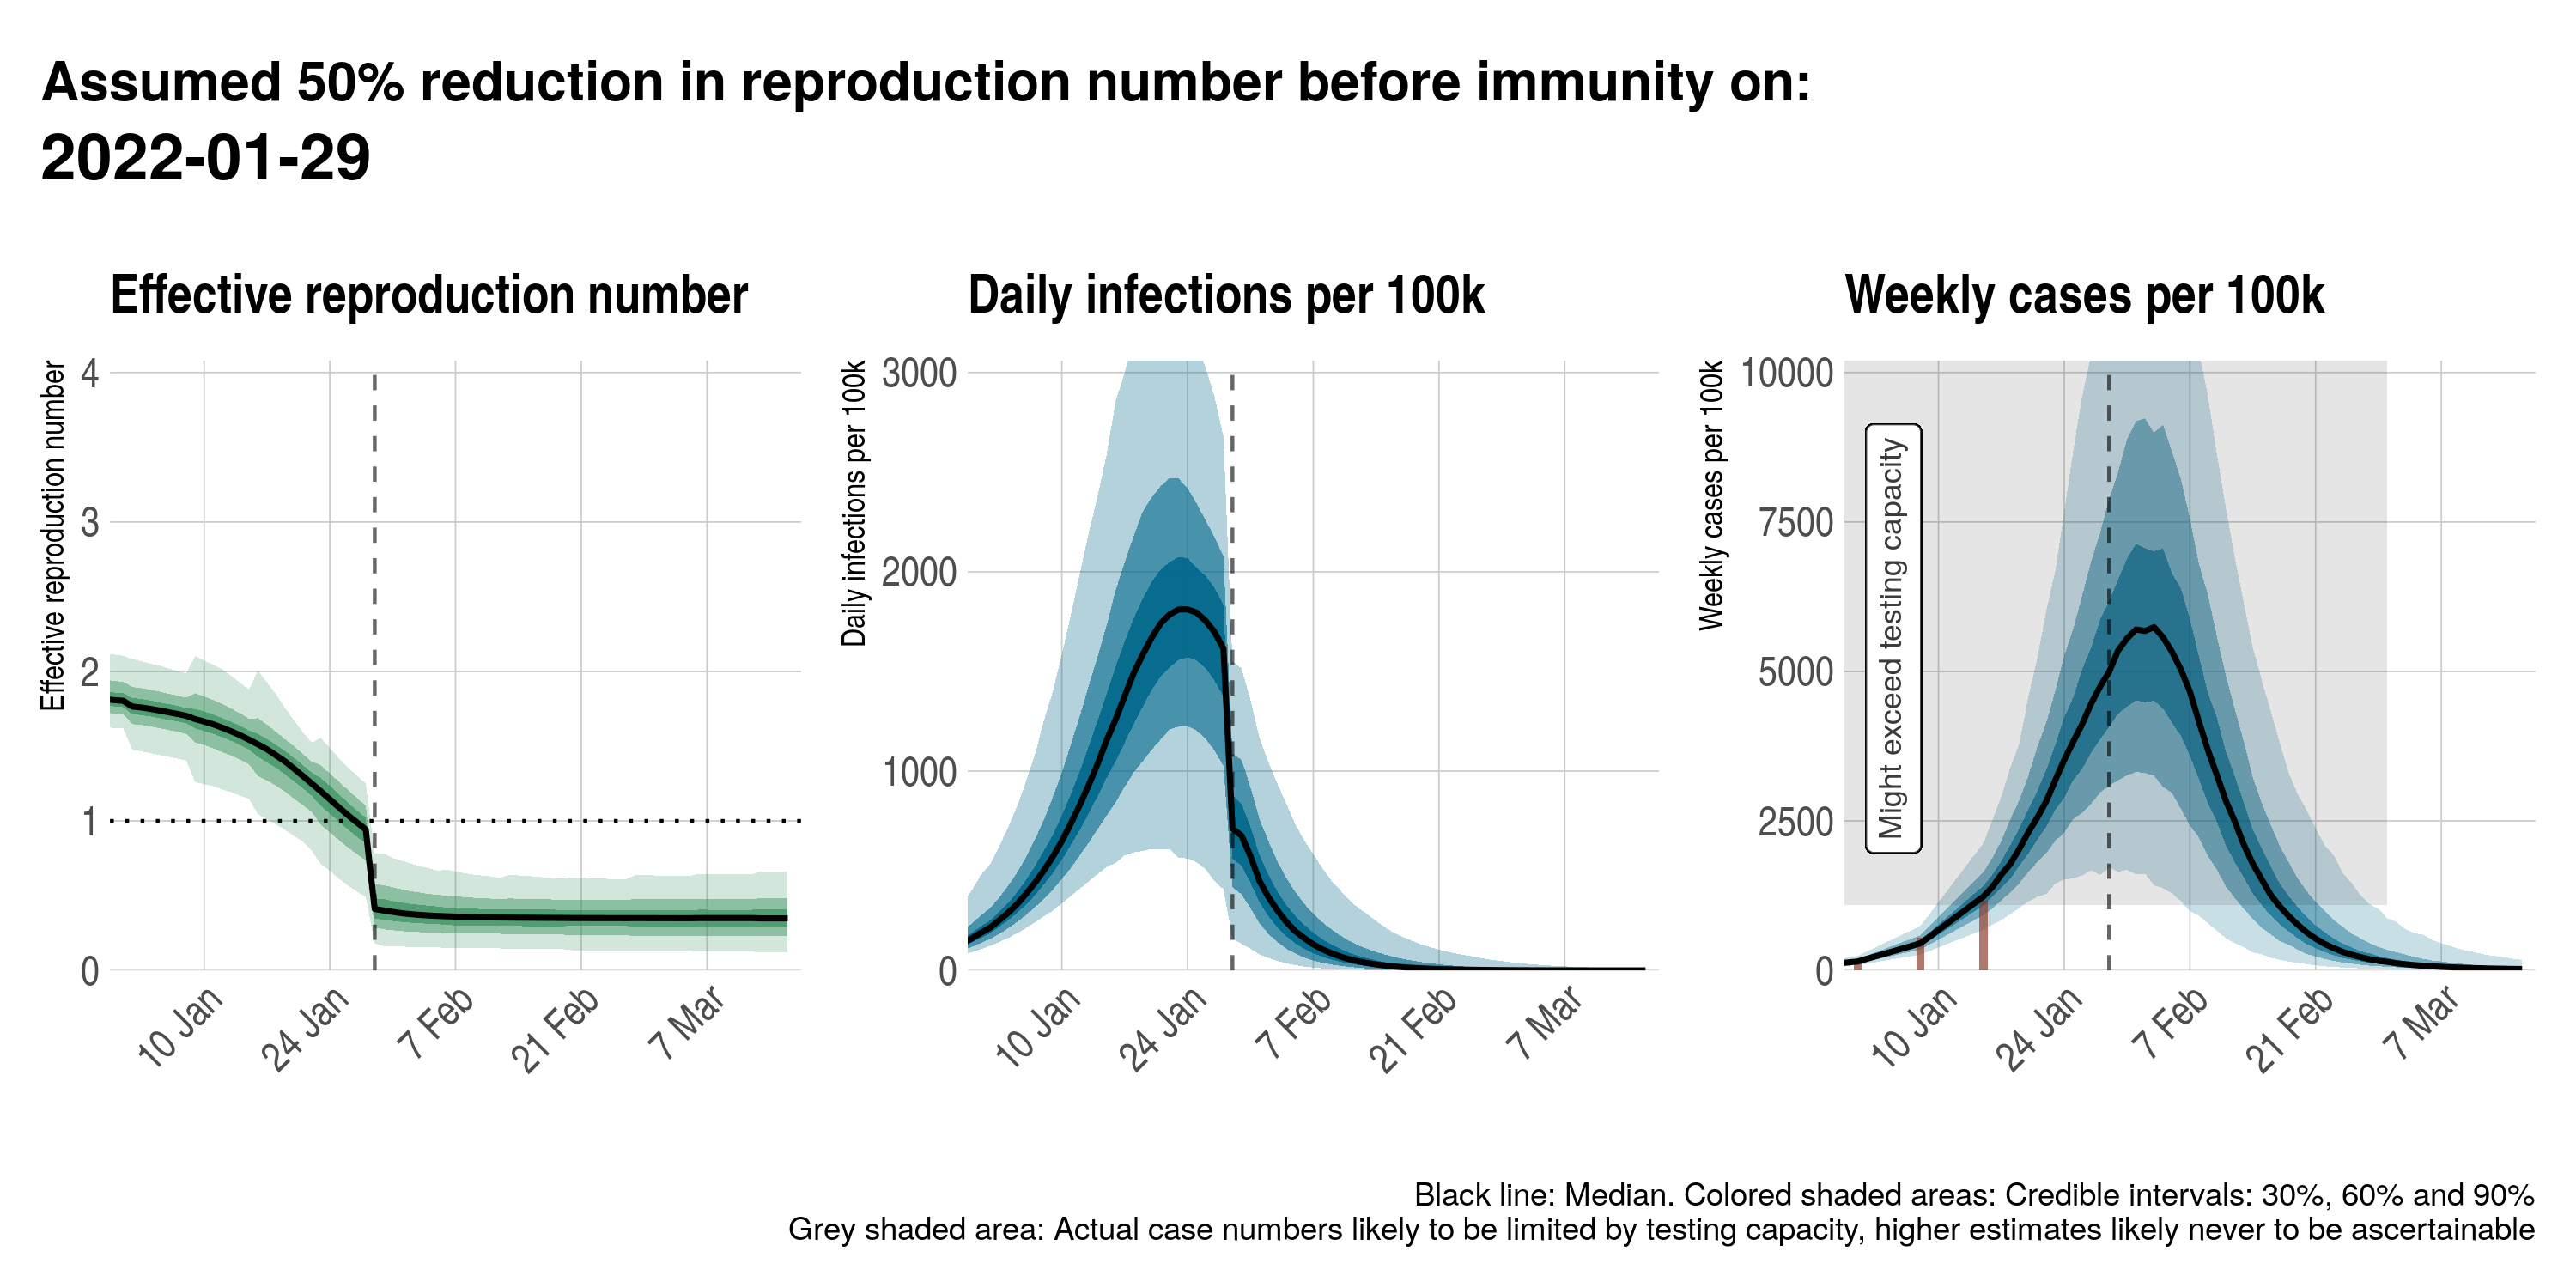 Assumed 50% reduction in reproduction number before immunity on:
2022-01-29
Effective reproduction number
Effective reproduction number
4
3
2
1
0
10 Jan
24 Jan
7 Feb
21 Feb
7 Mar
Daily infections per 100k
Daily infections per 100k
3000
2000
1000
0
10 Jan
24 Jan
7 Feb
21 Feb
7 Mar
Weekly cases per 100k
Weekly cases per 100k
10000
7500
5000
2500
0
Might exceed testing capacity
10 Jan
24 Jan
7 Feb
21 Feb
7 Mar
Black line: Median. Colored shaded areas: Credible intervals: 30%, 60% and 90%
Grey shaded area: Actual case numbers likely to be limited by testing capacity, higher estimates likely never to be ascertainable